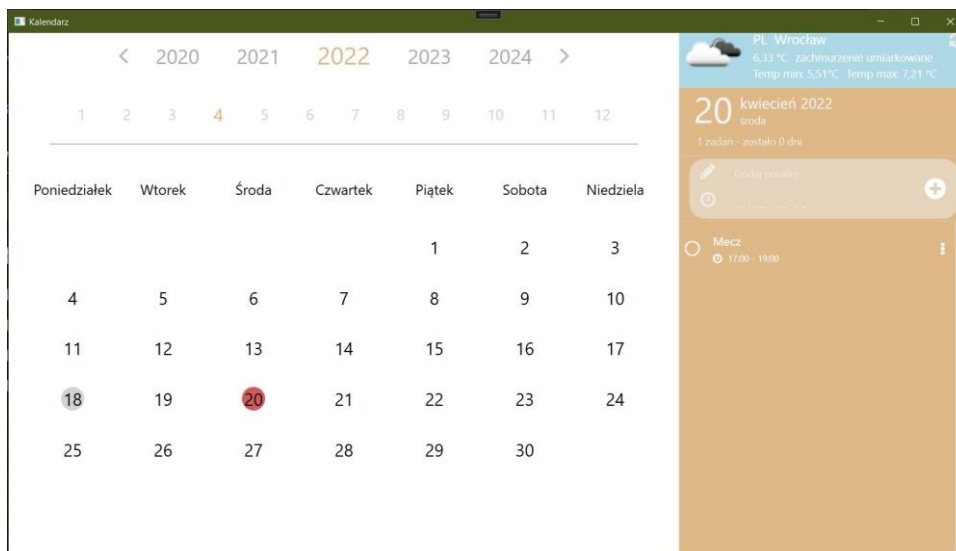 Kalendarz
2020 2021 2022 2023 2024
1 2 3 4 5 6 7 8 9 10 11 12
Poniedziałek Wtorek Środa Czwartek Piątek Sobota Niedziela
1 2 3
4 5 6 7 8 9 10
11 12 13 14 15 16 17
18 19 20 21 22 23 24
25 26 27 28 29 30
PL Wrocław
6,33 °C zachmurzenie umiarkowane
Temp min: 5,51°C Temp max: 7,21 °C
20 kwiecień 2022
środa
1 zadań - zostało 0 dni
Dodaj notatkę
Mecz
17:00 - 19:00